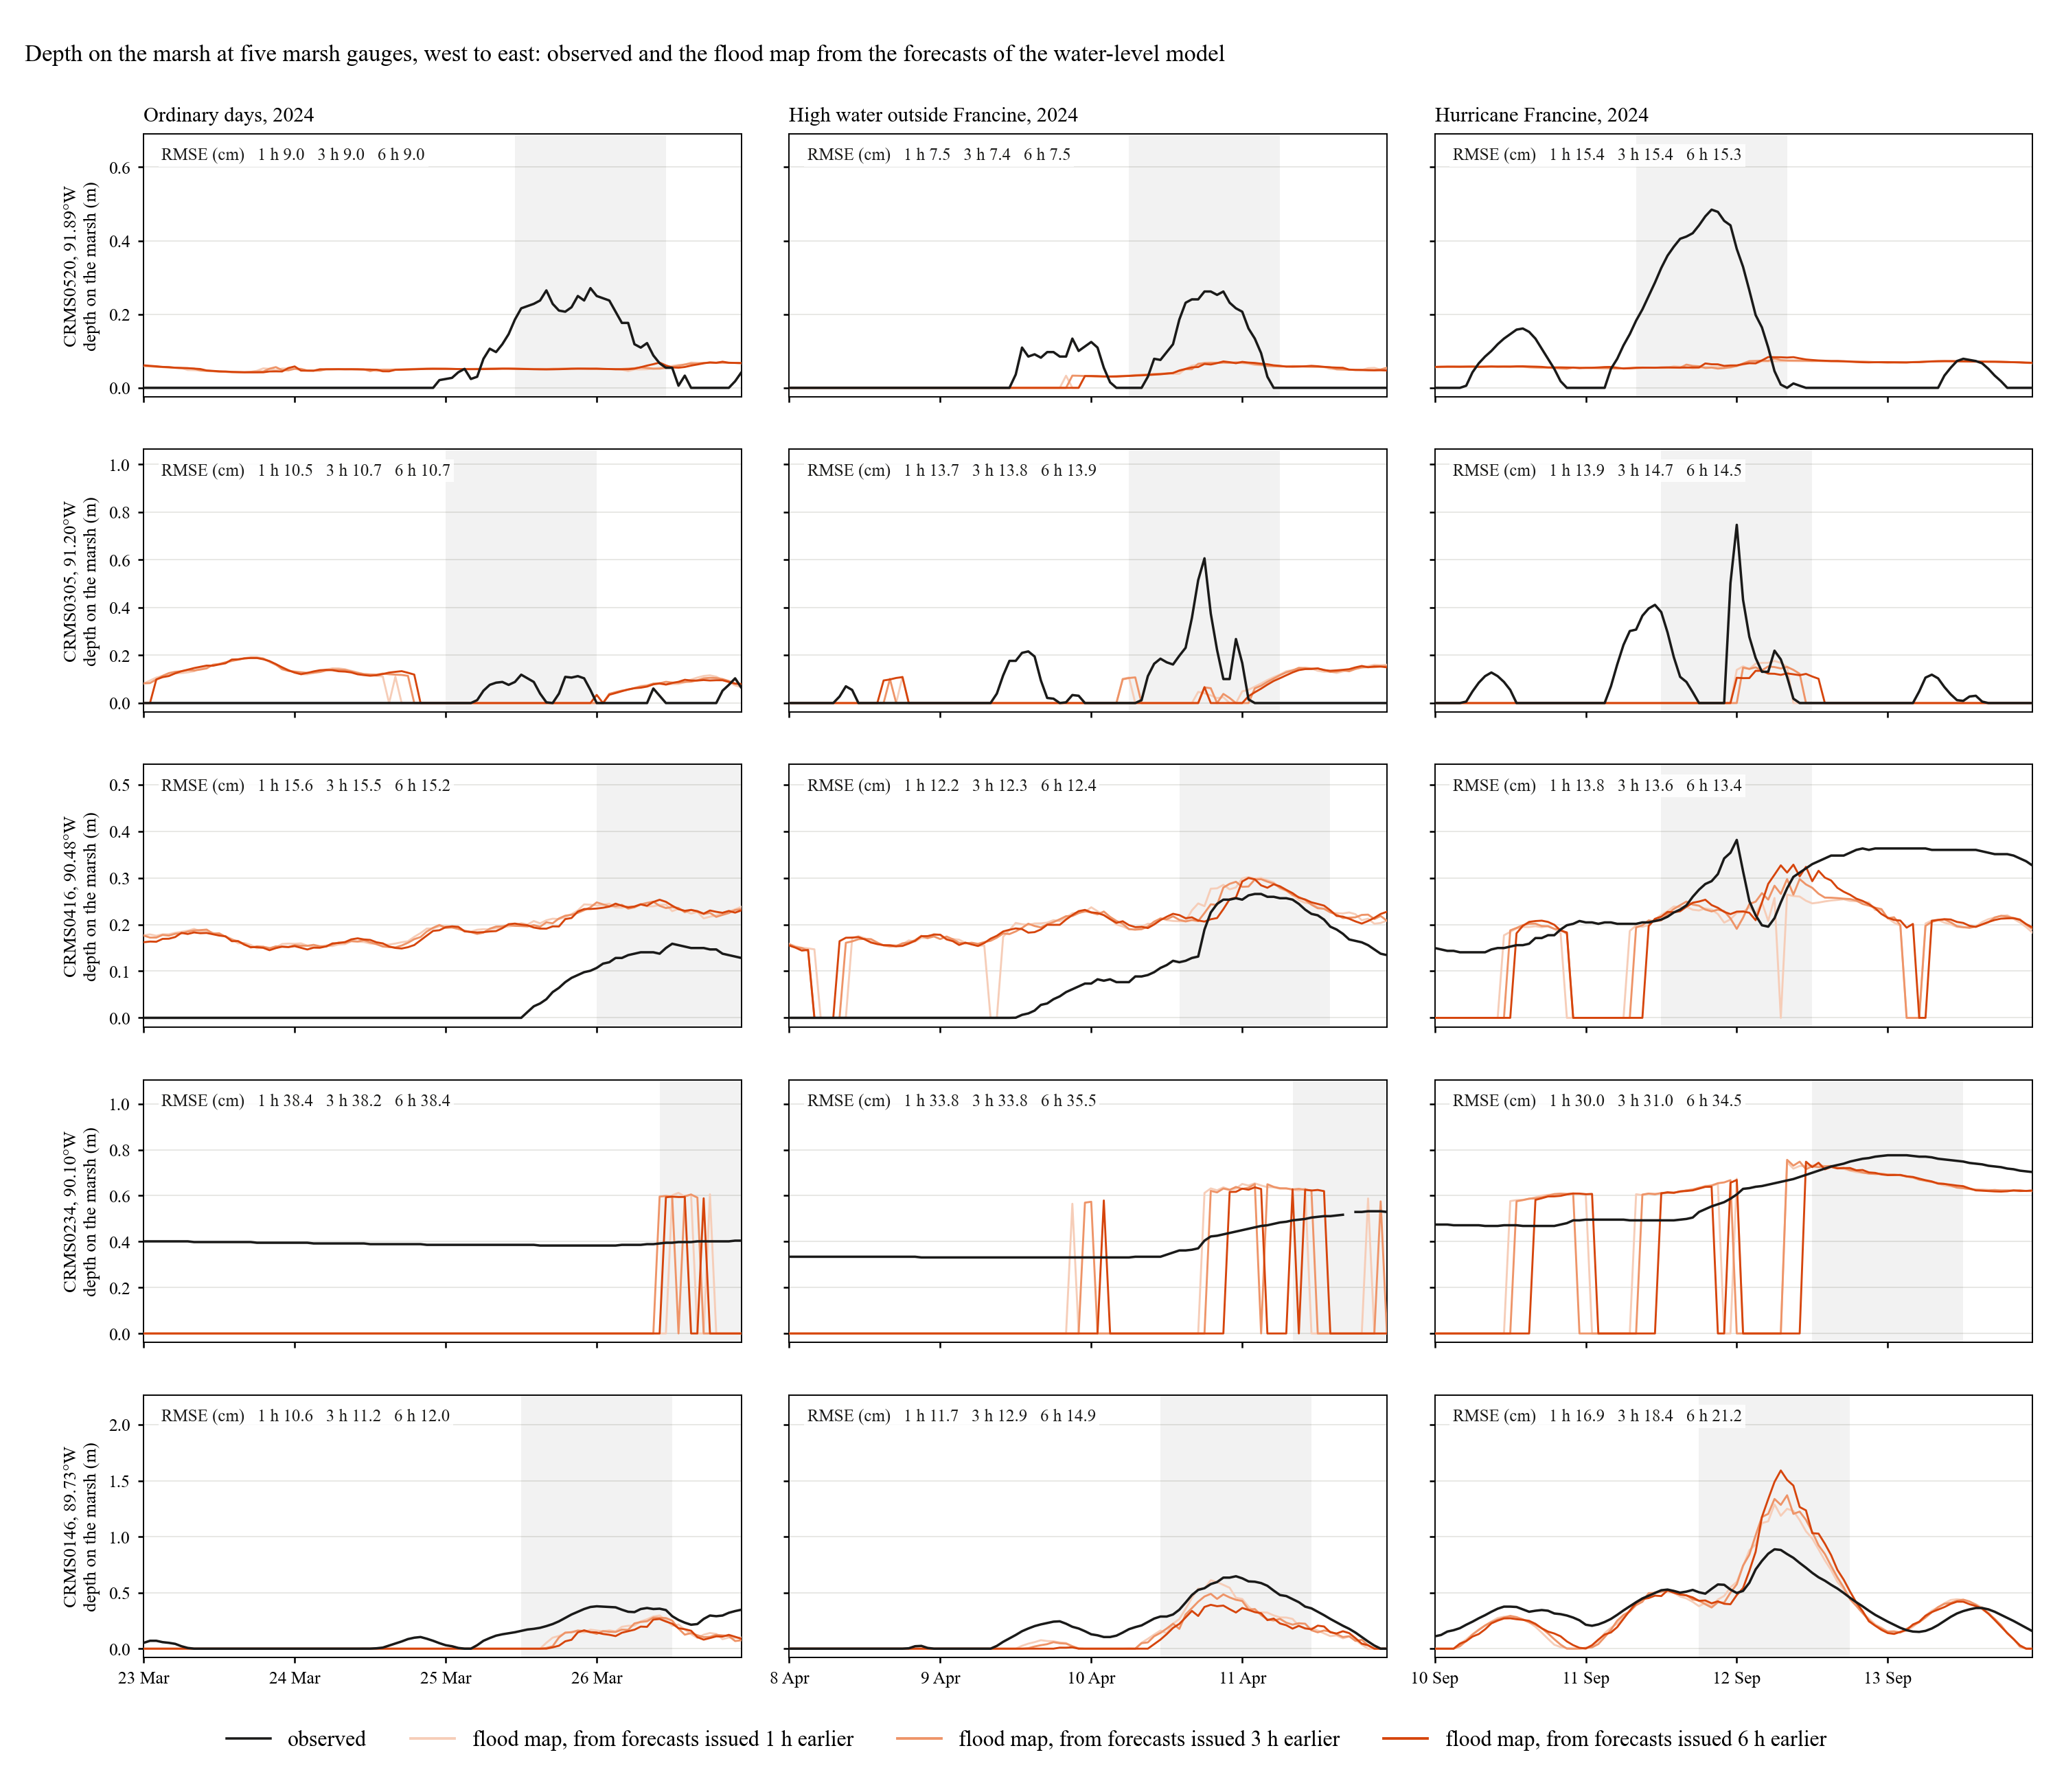 Depth on the marsh at five marsh gauges, west to east: observed and the flood map from the forecasts of the water-level model
Ordinary days, 2024
High water outside Francine, 2024
Hurricane Francine, 2024
CRMS0520, 91.89°W
depth on the marsh (m)
0.6
0.4
0.2
0.0
RMSE (cm) 1 h 9.0 3 h 9.0 6 h 9.0
RMSE (cm) 1 h 7.5 3 h 7.4 6 h 7.5
RMSE (cm) 1 h 15.4 3 h 15.4 6 h 15.3
CRMS0305, 91.20°W
depth on the marsh (m)
1.0
0.8
0.6
0.4
0.2
0.0
RMSE (cm) 1 h 10.5 3 h 10.7 6 h 10.7
RMSE (cm) 1 h 13.7 3 h 13.8 6 h 13.9
RMSE (cm) 1 h 13.9 3 h 14.7 6 h 14.5
CRMS0416, 90.48°W
depth on the marsh (m)
0.5
0.4
0.3
0.2
0.1
0.0
RMSE (cm) 1 h 15.6 3 h 15.5 6 h 15.2
RMSE (cm) 1 h 12.2 3 h 12.3 6 h 12.4
RMSE (cm) 1 h 13.8 3 h 13.6 6 h 13.4
CRMS0234, 90.10°W
depth on the marsh (m)
1.0
0.8
0.6
0.4
0.2
0.0
RMSE (cm) 1 h 38.4 3 h 38.2 6 h 38.4
RMSE (cm) 1 h 33.8 3 h 33.8 6 h 35.5
RMSE (cm) 1 h 30.0 3 h 31.0 6 h 34.5
CRMS0146, 89.73°W
depth on the marsh (m)
2.0
1.5
1.0
0.5
0.0
RMSE (cm) 1 h 10.6 3 h 11.2 6 h 12.0
RMSE (cm) 1 h 11.7 3 h 12.9 6 h 14.9
RMSE (cm) 1 h 16.9 3 h 18.4 6 h 21.2
23 Mar 24 Mar 25 Mar 26 Mar
8 Apr 9 Apr 10 Apr 11 Apr
10 Sep 11 Sep 12 Sep 13 Sep
observed
flood map, from forecasts issued 1 h earlier
flood map, from forecasts issued 3 h earlier
flood map, from forecasts issued 6 h earlier